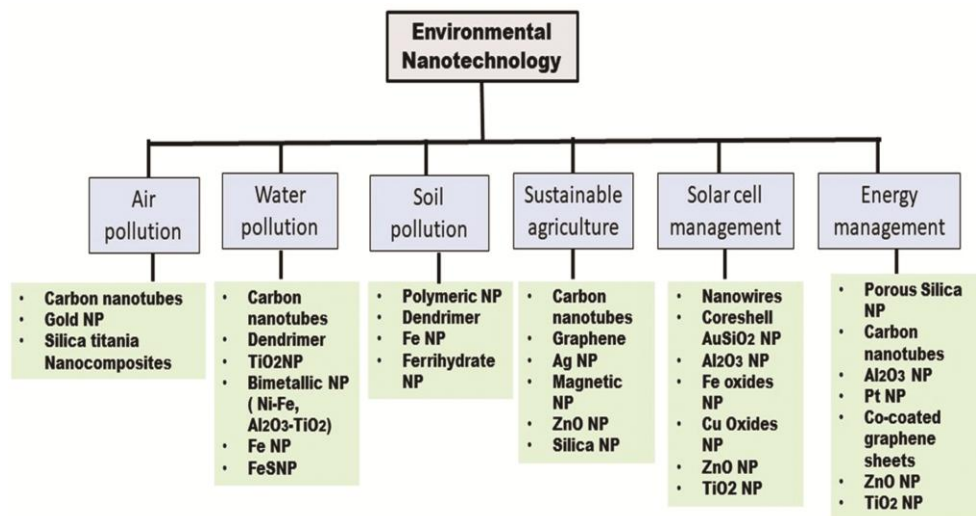 Environmental
Nanotechnology
Air
pollution
• Carbon nanotubes
• Gold NP
• Silica titania
Nanocomposites
Water
pollution
• Carbon
nanotubes
• Dendrimer
• TiO2NP
• Bimetallic NP
( Ni-Fe,
Al2O3-TiO2)
• Fe NP
• FeSNP
Soil
pollution
• Polymeric NP
• Dendrimer
• Fe NP
• Ferrihydrate
NP
Sustainable
agriculture
• Carbon
nanotubes
• Graphene
• Ag NP
• Magnetic
NP
• ZnO NP
• Silica NP
Solar cell
management
• Nanowires
• Coreshell
AuSiO2 NP
• Al2O3 NP
• Fe oxides
NP
• Cu Oxides
NP
• ZnO NP
• TiO2 NP
Energy
management
• Porous Silica
NP
• Carbon
nanotubes
• Al2O3 NP
• Pt NP
• Co-coated
graphene
sheets
• ZnO NP
• TiO2 NP